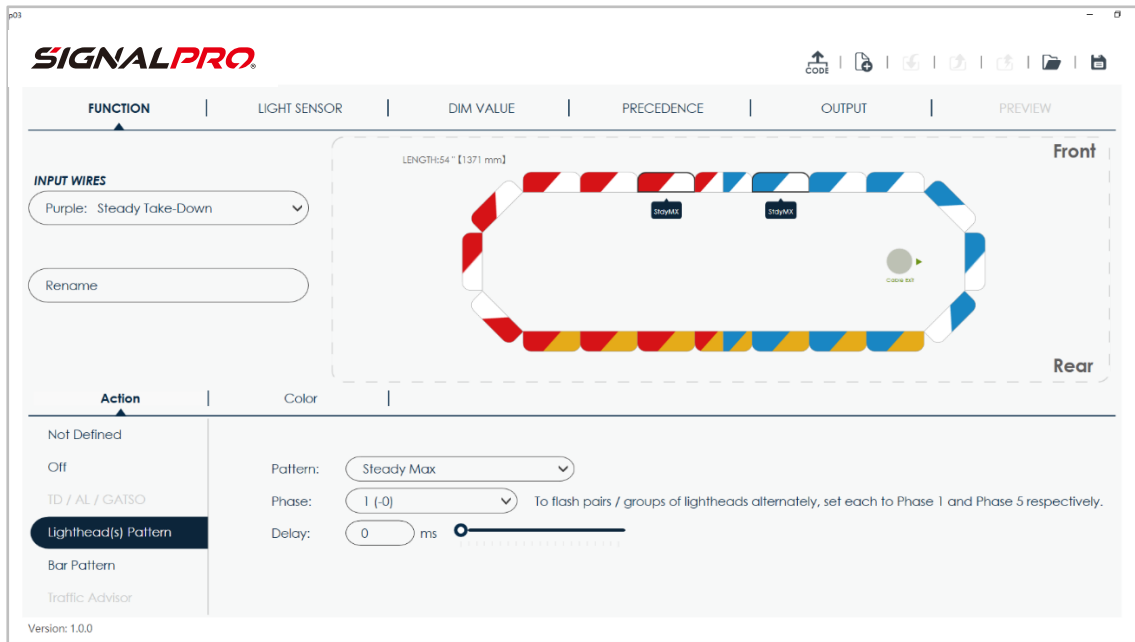 p03
SIGNALPRO®
CODE
FUNCTION
LIGHT SENSOR
DIM VALUE
PRECEDENCE
OUTPUT
PREVIEW
LENGTH:54 "【1371 mm】
Front
INPUT WIRES
Purple: Steady Take-Down
StdyMX
StdyMX
Rename
Cable Exit
Rear
Action
Color
Not Defined
Off
Pattern: Steady Max
TD / AL / GATSO
Phase: 1 (-0) To flash pairs / groups of lightheads alternately, set each to Phase 1 and Phase 5 respectively.
Lighthead(s) Pattern
Delay: 0 ms
Bar Pattern
Traffic Advisor
Version: 1.0.0